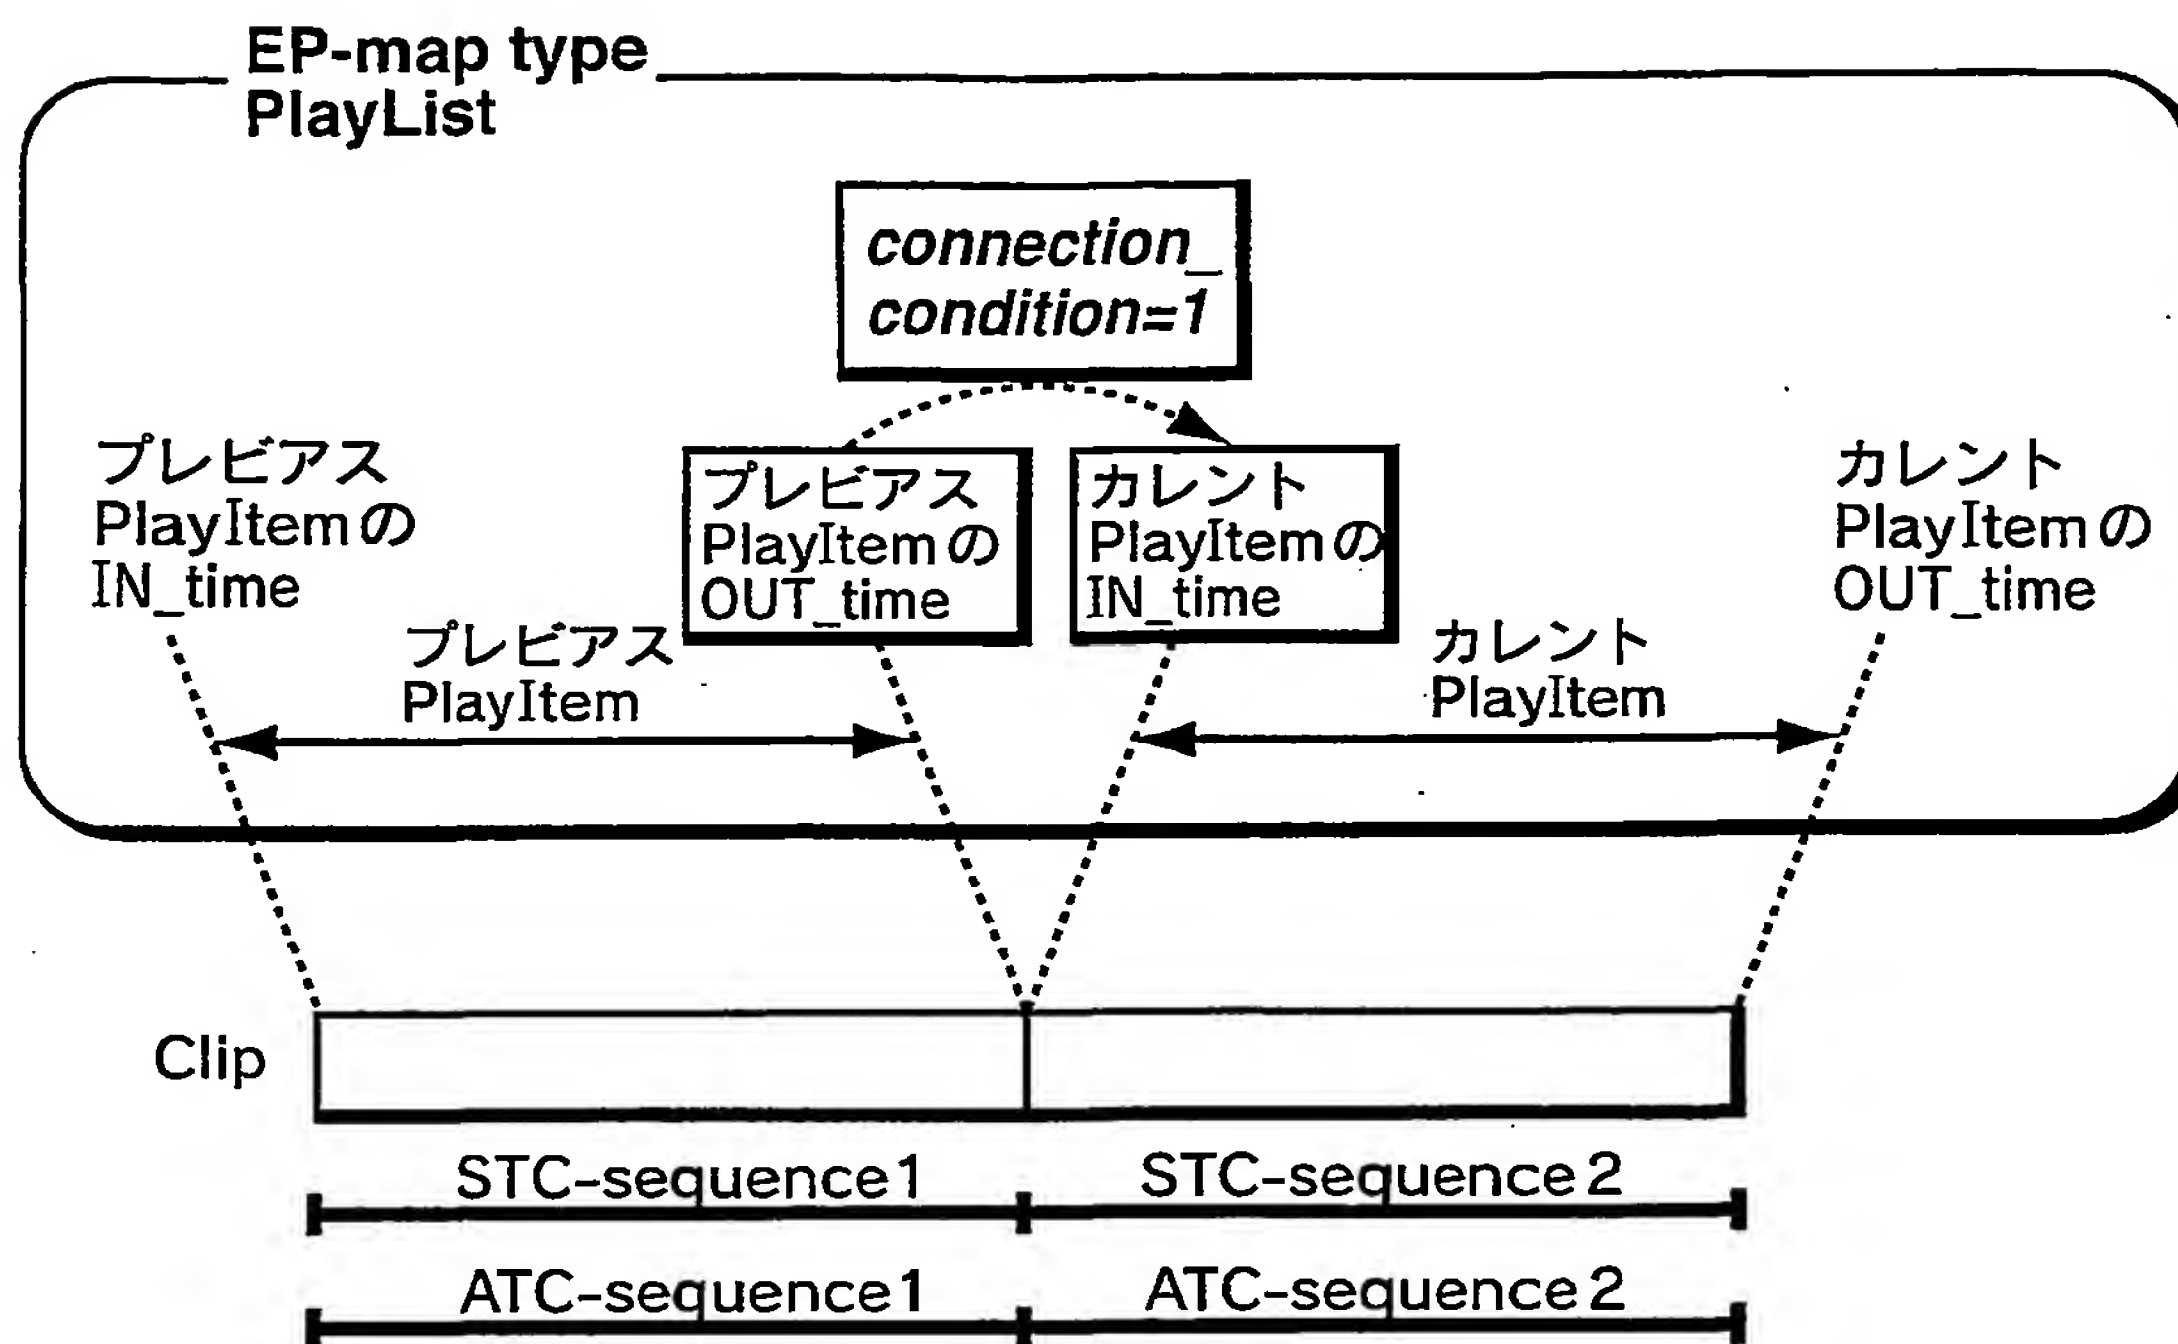 EP-map type
PlayList
connection_
condition=1
プレビアス
PlayItemの
IN_time
プレビアス
PlayItemの
OUT_time
カレント
PlayItemの
IN_time
カレント
PlayItemの
OUT_time
プレビアス
PlayItem
カレント
PlayItem
Clip
STC-sequence1
STC-sequence2
ATC-sequence1
ATC-sequence2